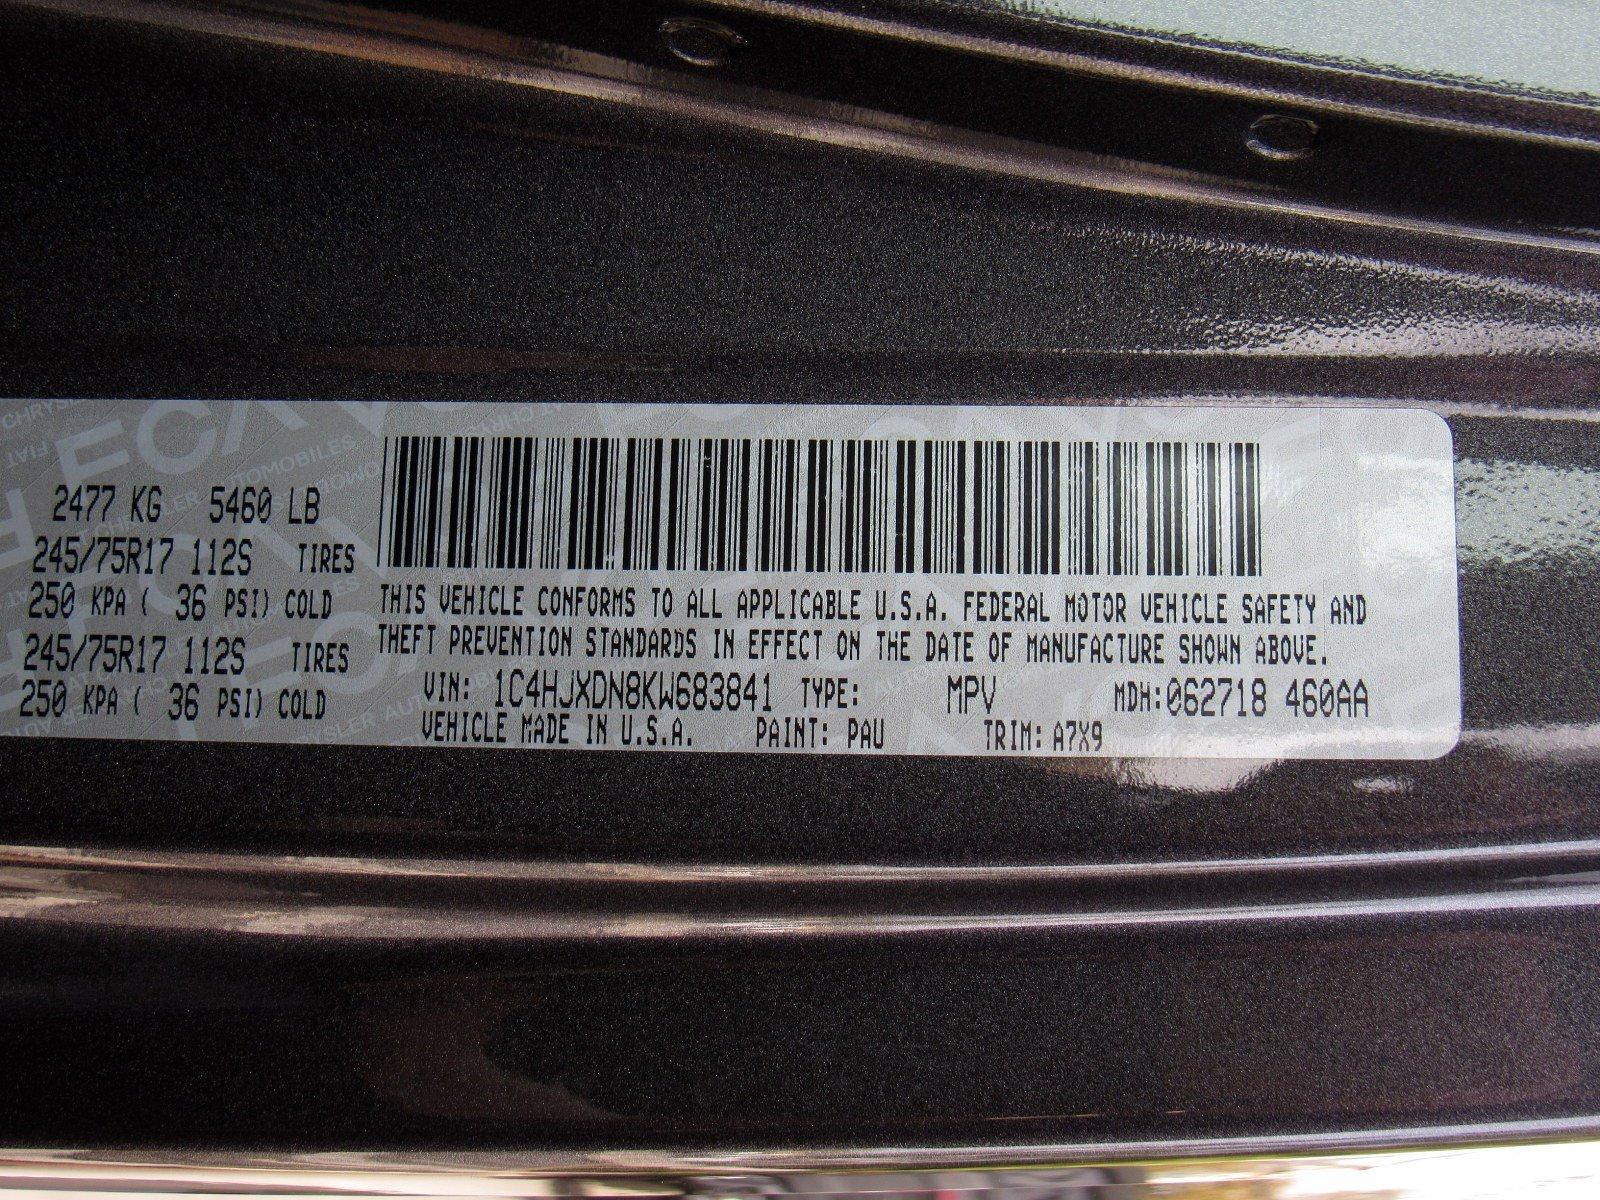 2477 KG 5460 LB
245/75R17 112S TIRES
250 KPA ( 36 PSI) COLD
245/75R17 112S TIRES
250 KPA ( 36 PSI) COLD
THIS VEHICLE CONFORMS TO ALL APPLICABLE U.S.A. FEDERAL MOTOR VEHICLE SAFETY AND
THEFT PREVENTION STANDARDS IN EFFECT ON THE DATE OF MANUFACTURE SHOWN ABOVE.
VIN: 1C4HJXDN8KW683841 TYPE: MPV MDH:062718 460AA
VEHICLE MADE IN U.S.A. PAINT: PAU TRIM: A7X9